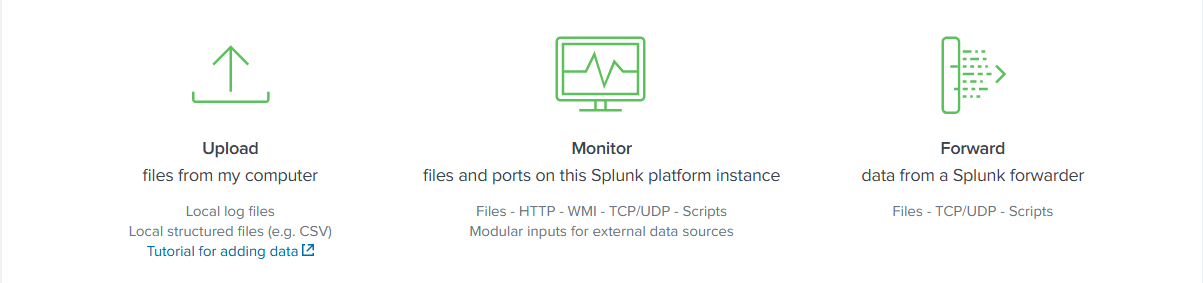 Upload
files from my computer
Local log files
Local structured files (e.g. CSV)
Tutorial for adding data
Monitor
files and ports on this Splunk platform instance
Files - HTTP - WMI - TCP/UDP - Scripts
Modular inputs for external data sources
Forward
data from a Splunk forwarder
Files - TCP/UDP - Scripts